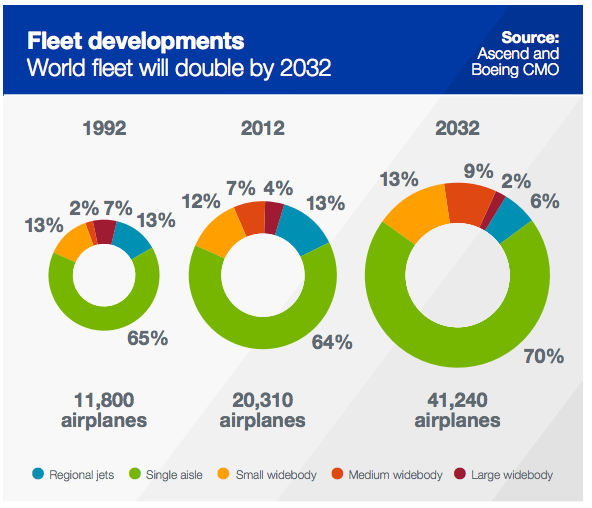 Fleet developments
World fleet will double by 2032
Source:
Ascend and
Boeing CMO
1992
2012
2032
13%
2%
7%
13%
65%
12%
7%
4%
13%
64%
13%
9%
2%
6%
70%
11,800
airplanes
20,310
airplanes
41,240
airplanes
Regional jets
Single aisle
Small widebody
Medium widebody
Large widebody